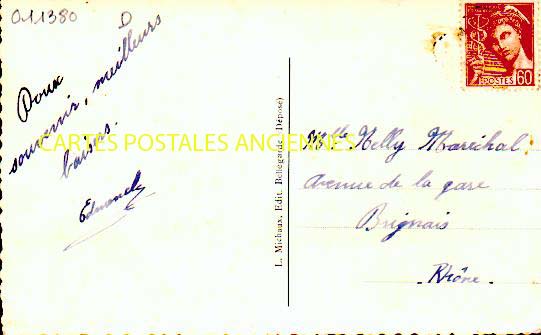 011380 D
Doux
souvenir, meilleurs
baisers.
Edmond
CARTES POSTALES ANCIENNES
L. Michaux, Edit. Bellegarde (Déposé)
POSTES 60
Mlle Nelly Maréchal
Avenue de la gare
Brignais
Rhône.